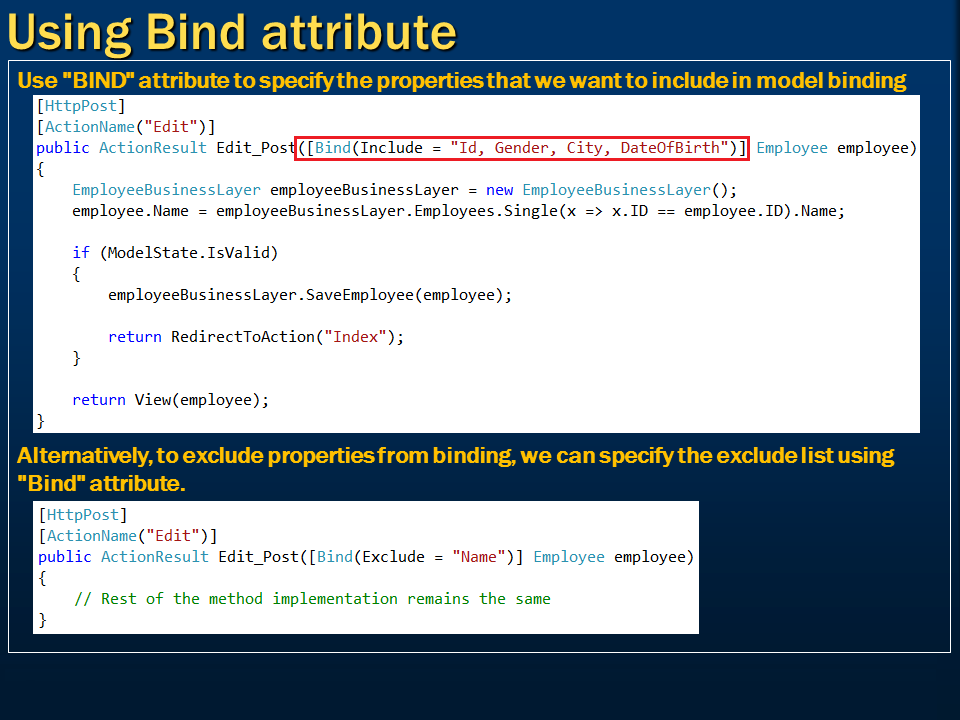 Using Bind attribute
Use "BIND" attribute to specify the properties that we want to include in model binding
[HttpPost]
[ActionName("Edit")]
public ActionResult Edit_Post([Bind(Include = "Id, Gender, City, DateOfBirth")] Employee employee)
{
    EmployeeBusinessLayer employeeBusinessLayer = new EmployeeBusinessLayer();
    employee.Name = employeeBusinessLayer.Employees.Single(x => x.ID == employee.ID).Name;
    if (ModelState.IsValid)
    {
        employeeBusinessLayer.SaveEmployee(employee);
        return RedirectToAction("Index");
    }
    return View(employee);
}
Alternatively, to exclude properties from binding, we can specify the exclude list using
"Bind" attribute.
[HttpPost]
[ActionName("Edit")]
public ActionResult Edit_Post([Bind(Exclude = "Name")] Employee employee)
{
    // Rest of the method implementation remains the same
}